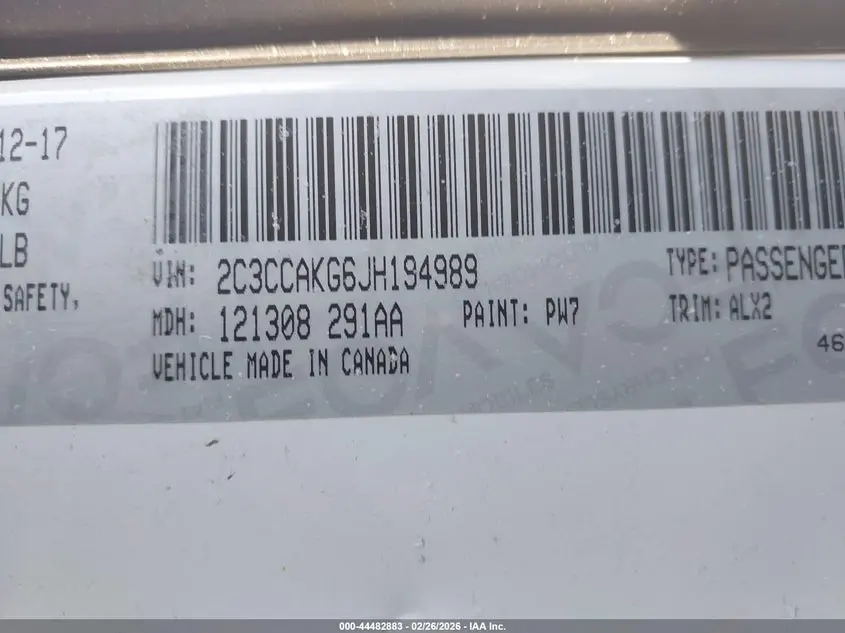 12-17
KG
LB
SAFETY,
VIN: 2C3CCAKG6JH194989
TYPE: PASSENGER
MDH: 121308 291AA
PAINT: PW7
TRIM: ALX2
VEHICLE MADE IN CANADA
46
000-44482883 - 02/26/2026 - IAA Inc.